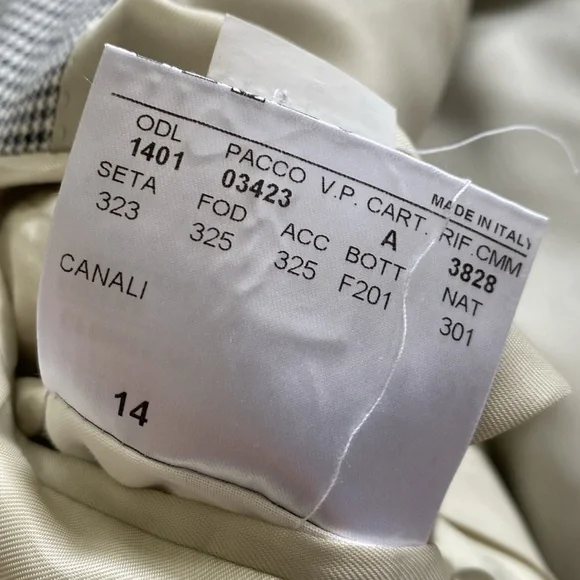 MADE IN ITALY
ODL PACCO V.P. CART. RIF.CMM
1401 03423 A 3828
SETA FOD ACC BOTT NAT
323 325 325 F201 301
CANALI
14